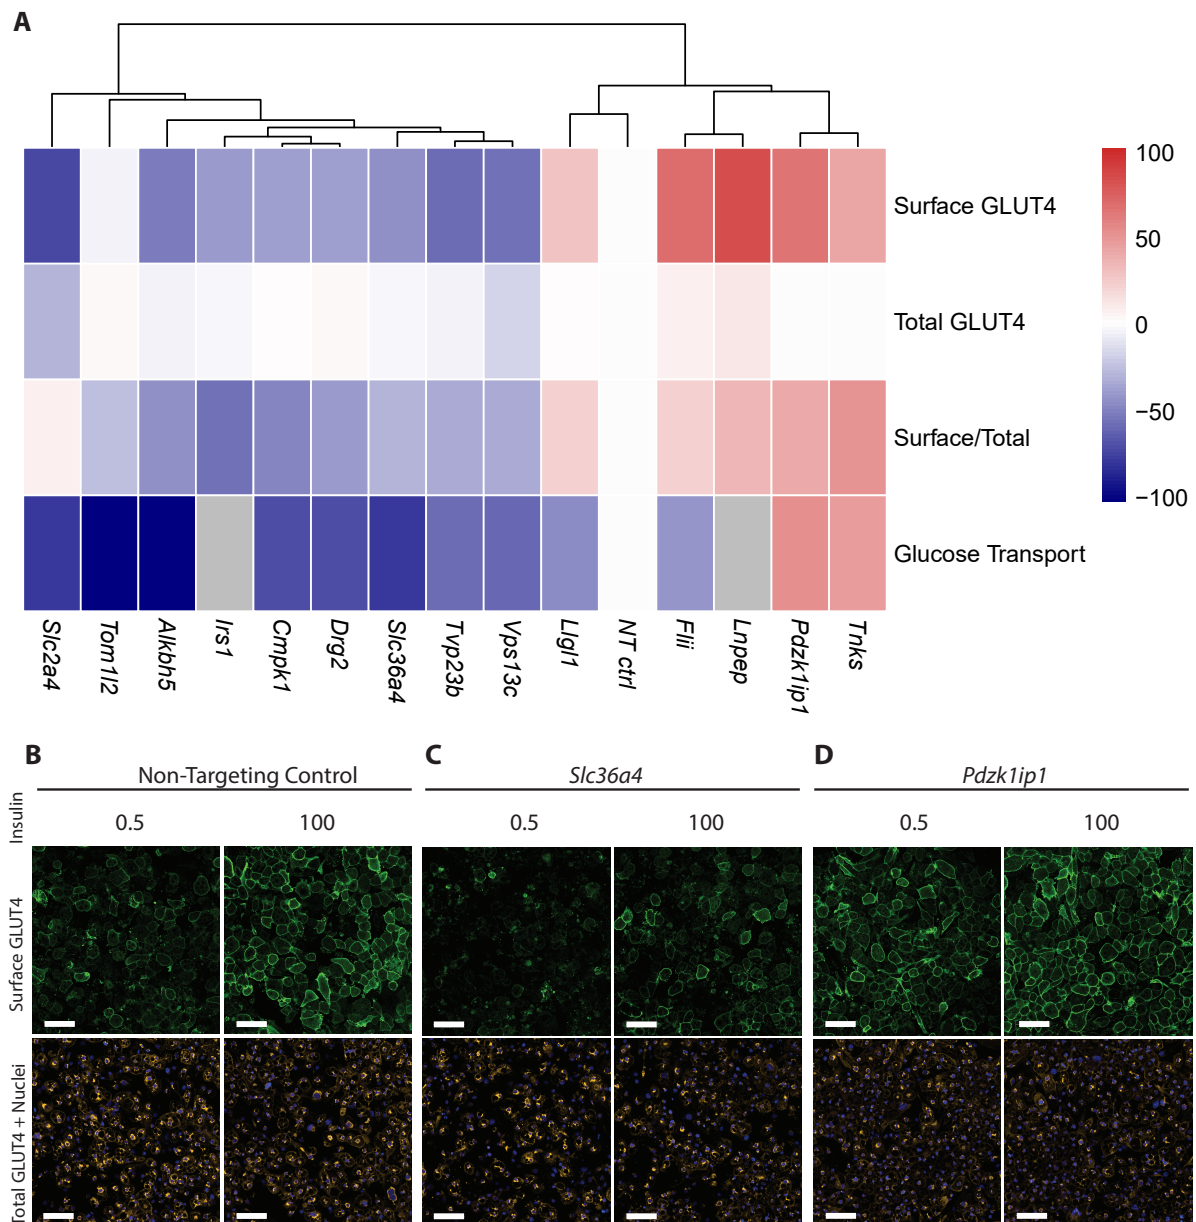 A
100
50
0
−50
−100
Surface GLUT4
Total GLUT4
Surface/Total
Glucose Transport
Slc2a4
Tom1l2
Alkbh5
Irs1
Cmpk1
Drg2
Slc36a4
Tvp23b
Vps13c
Llgl1
NT ctrl
Flii
Lnpep
Pdzk1ip1
Tnks
B
Non-Targeting Control
C
Slc36a4
D
Pdzk1ip1
Insulin
0.5
100
0.5
100
0.5
100
Surface GLUT4
Total GLUT4 + Nuclei